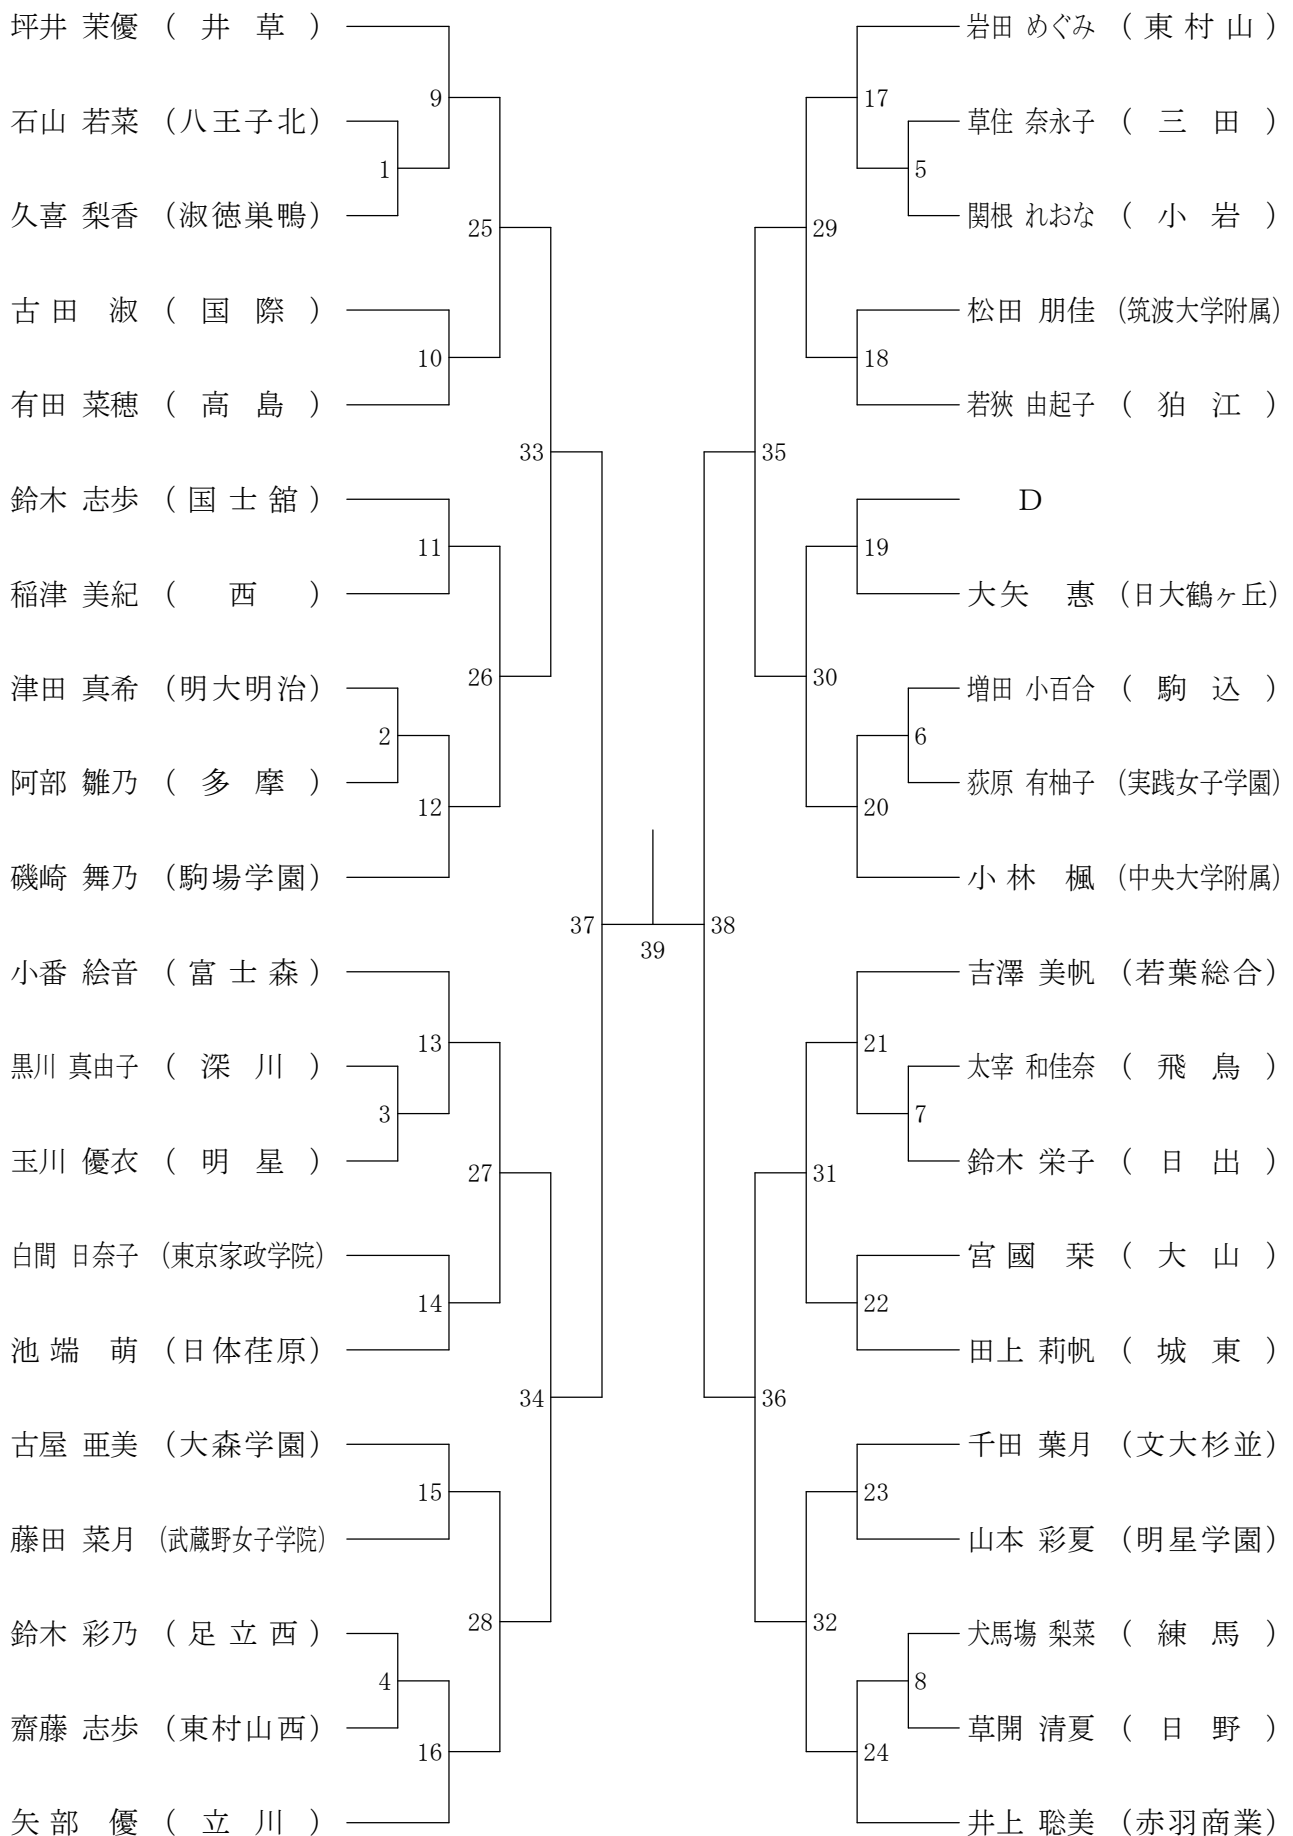 坪井 茉優 ( 井 草 )
9
石山 若菜 (八王子北)
1
久喜 梨香 (淑徳巣鴨)
25
古田 淑 ( 国 際 )
10
有田 菜穂 ( 高 島 )
33
鈴木 志歩 ( 国 士 舘 )
11
稲津 美紀 ( 西 )
26
津田 真希 (明大明治)
2
阿部 雛乃 ( 多 摩 )
12
磯崎 舞乃 (駒場学園)
37
39
小番 絵音 ( 富 士 森 )
13
黒川 真由子 ( 深 川 )
3
玉川 優衣 ( 明 星 )
27
白間 日奈子 (東京家政学院)
14
池端 萌 (日体荏原)
34
古屋 亜美 (大森学園)
15
藤田 菜月 (武蔵野女子学院)
28
鈴木 彩乃 ( 足 立 西 )
4
齋藤 志歩 (東村山西)
16
矢部 優 ( 立 川 )
岩田 めぐみ ( 東 村 山 )
17
草住 奈永子 ( 三 田 )
5
関根 れおな ( 小 岩 )
29
松田 朋佳 (筑波大学附属)
18
若狹 由起子 ( 狛 江 )
35
D
19
大矢 惠 (日大鶴ヶ丘)
30
増田 小百合 ( 駒 込 )
6
荻原 有柚子 (実践女子学園)
20
小林 楓 (中央大学附属)
38
吉澤 美帆 (若葉総合)
21
太宰 和佳奈 ( 飛 鳥 )
7
鈴木 栄子 ( 日 出 )
31
宮國 栞 ( 大 山 )
22
田上 莉帆 ( 城 東 )
36
千田 葉月 (文大杉並)
23
山本 彩夏 (明星学園)
32
犬馬塲 梨菜 ( 練 馬 )
8
草開 清夏 ( 日 野 )
24
井上 聡美 (赤羽商業)